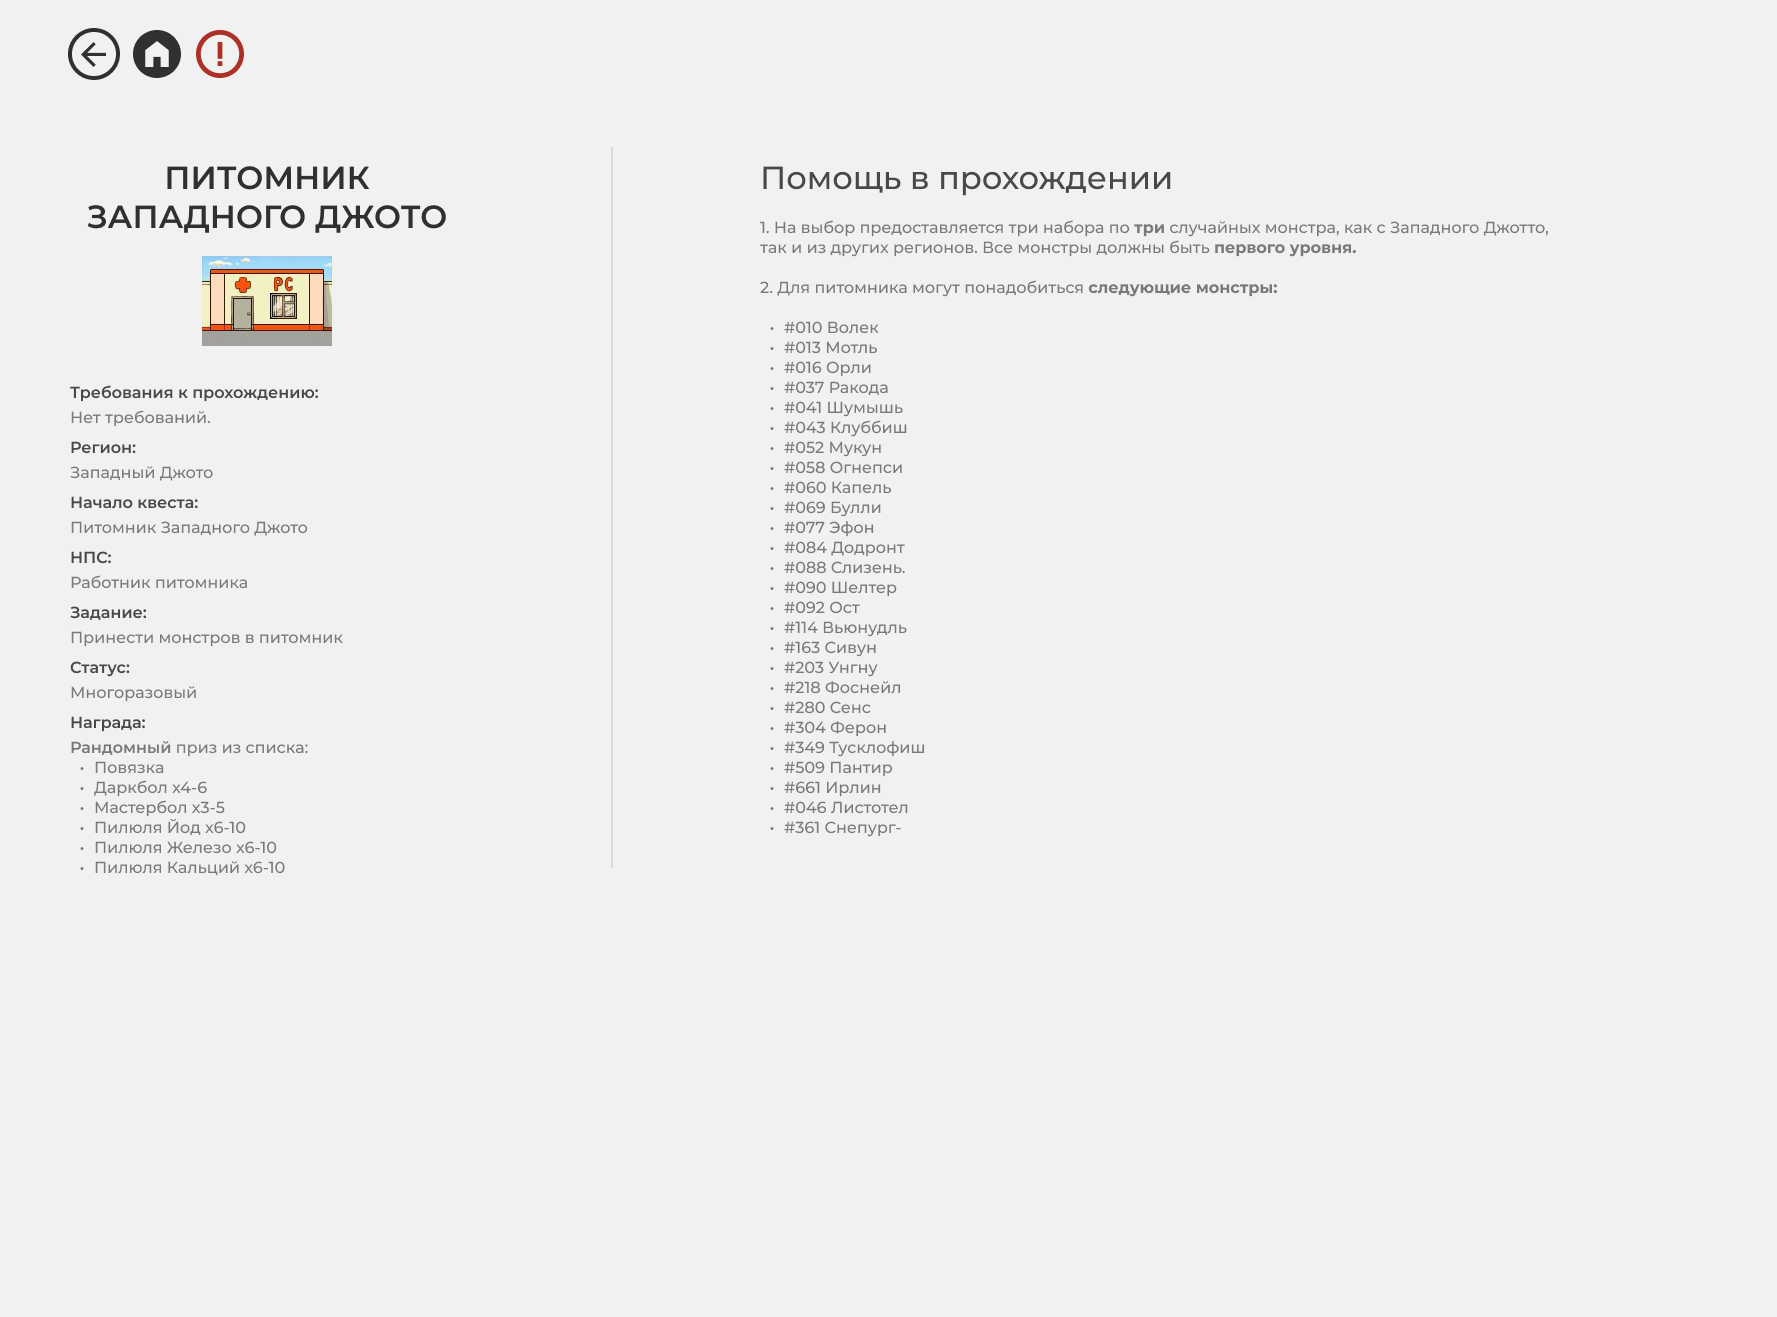 ПИТОМНИК
ЗАПАДНОГО ДЖОТО
PC
Требования к прохождению:
Нет требований.
Регион:
Западный Джото
Начало квеста:
Питомник Западного Джото
НПС:
Работник питомника
Задание:
Принести монстров в питомник
Статус:
Многоразовый
Награда:
Рандомный приз из списка:
• Повязка
• Даркбол х4-6
• Мастербол х3-5
• Пилюля Йод х6-10
• Пилюля Железо х6-10
• Пилюля Кальций х6-10
Помощь в прохождении
1. На выбор предоставляется три набора по три случайных монстра, как с Западного Джотто,
так и из других регионов. Все монстры должны быть первого уровня.
2. Для питомника могут понадобиться следующие монстры:
• #010 Волек
• #013 Мотль
• #016 Орли
• #037 Ракода
• #041 Шумышь
• #043 Клуббиш
• #052 Мукун
• #058 Огнепси
• #060 Капель
• #069 Булли
• #077 Эфон
• #084 Додронт
• #088 Слизень.
• #090 Шелтер
• #092 Ост
• #114 Вьюнудль
• #163 Сивун
• #203 Унгну
• #218 Фоснейл
• #280 Сенс
• #304 Ферон
• #349 Тусклофиш
• #509 Пантир
• #661 Ирлин
• #046 Листотел
• #361 Снепург-